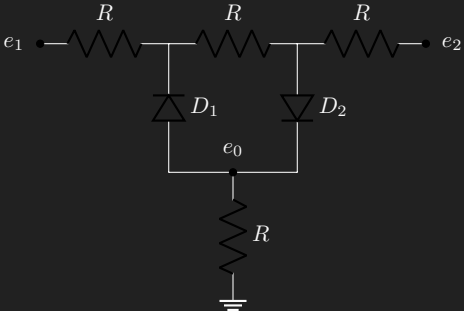 R R R
e₁ e₂
D₁ D₂
e₀
R